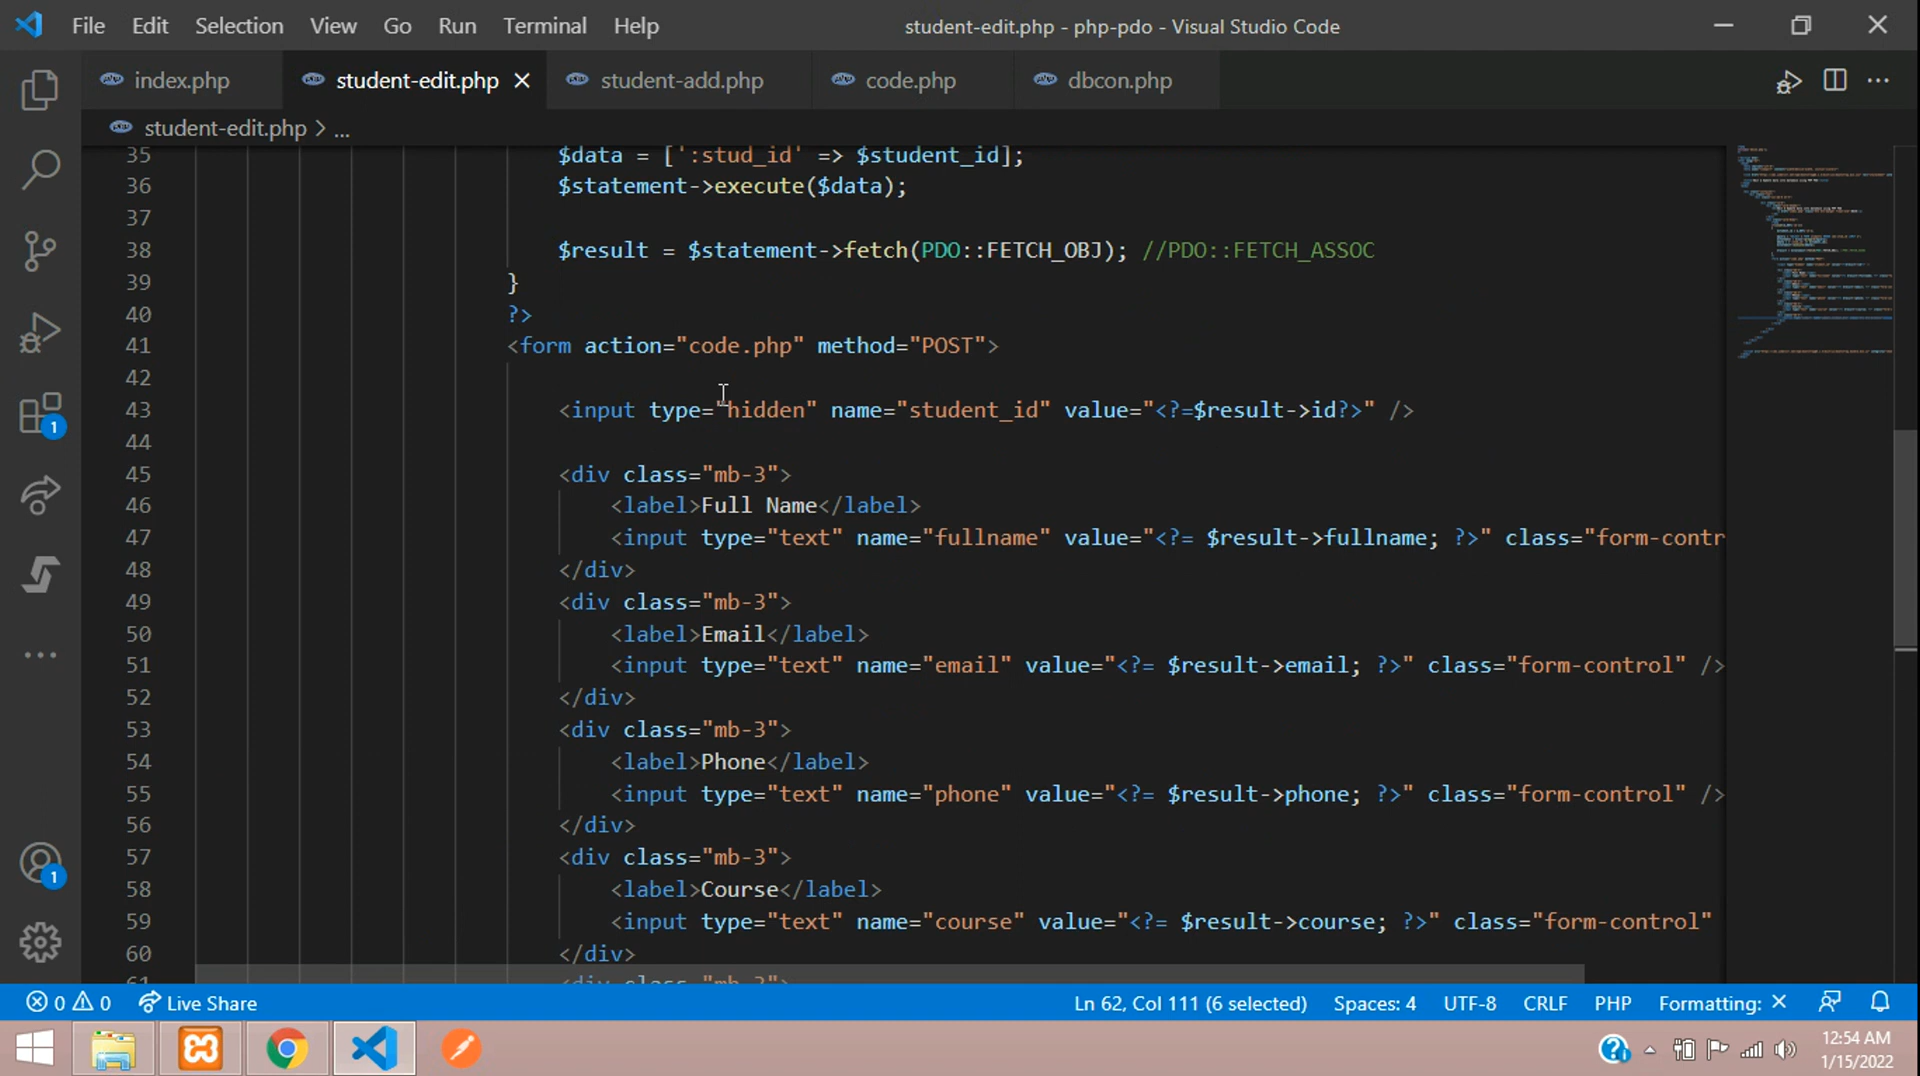 File Edit Selection View Go Run Terminal Help student-edit.php - php-pdo - Visual Studio Code
index.php student-edit.php student-add.php code.php dbcon.php
student-edit.php > ...
35 $data = [':stud_id' => $student_id];
36 $statement->execute($data);
37
38 $result = $statement->fetch(PDO::FETCH_OBJ); //PDO::FETCH_ASSOC
39 }
40 ?>
41 <form action="code.php" method="POST">
42
43 <input type="hidden" name="student_id" value="<?=$result->id?>" />
44
45 <div class="mb-3">
46 <label>Full Name</label>
47 <input type="text" name="fullname" value="<?= $result->fullname; ?>" class="form-contr
48 </div>
49 <div class="mb-3">
50 <label>Email</label>
51 <input type="text" name="email" value="<?= $result->email; ?>" class="form-control" />
52 </div>
53 <div class="mb-3">
54 <label>Phone</label>
55 <input type="text" name="phone" value="<?= $result->phone; ?>" class="form-control" />
56 </div>
57 <div class="mb-3">
58 <label>Course</label>
59 <input type="text" name="course" value="<?= $result->course; ?>" class="form-control"
60 </div>
61 <div class="mb-3">
1
1
0 0 Live Share Ln 62, Col 111 (6 selected) Spaces: 4 UTF-8 CRLF PHP Formatting: ×
12:54 AM
1/15/2022